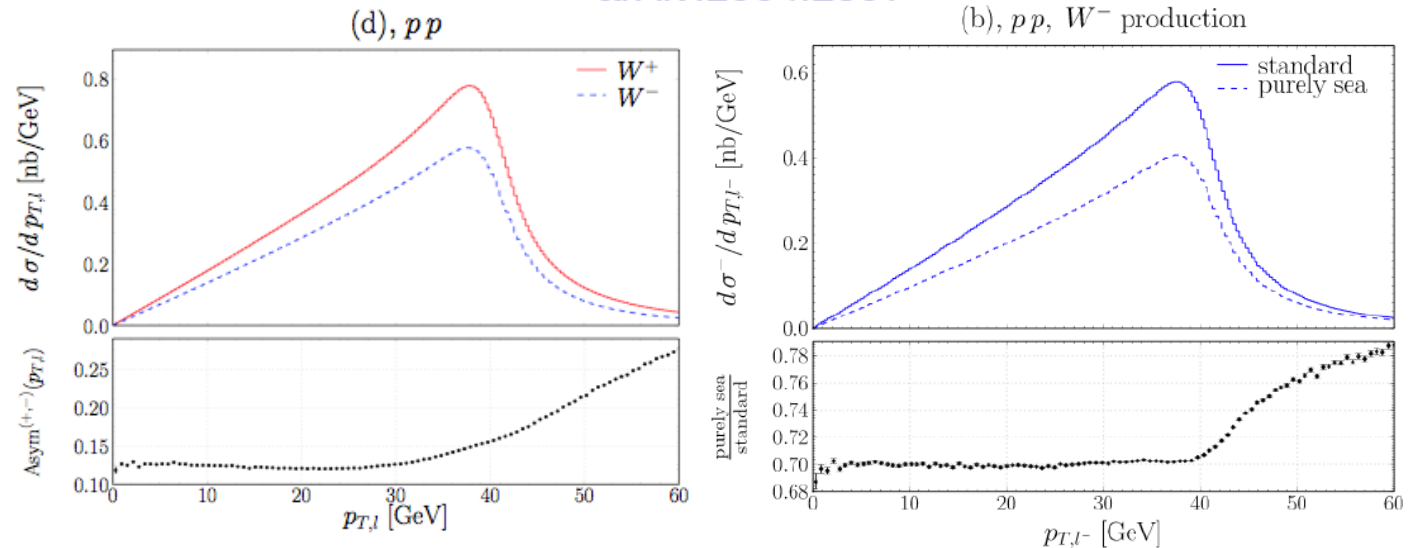 (d), p p
dσ/dp_{T,l} [nb/GeV]
0.8
0.6
0.4
0.2
0.0
W⁺
W⁻
Asym^{(+,−)}(p_{T,l})
0.25
0.20
0.15
0.10
0 10 20 30 40 50 60
p_{T,l} [GeV]
(b), p p, W⁻ production
dσ⁻/dp_{T,l⁻} [nb/GeV]
0.6
0.4
0.2
0.0
standard
purely sea
purely sea
standard
0.78
0.76
0.74
0.72
0.70
0.68
0 10 20 30 40 50 60
p_{T,l⁻} [GeV]